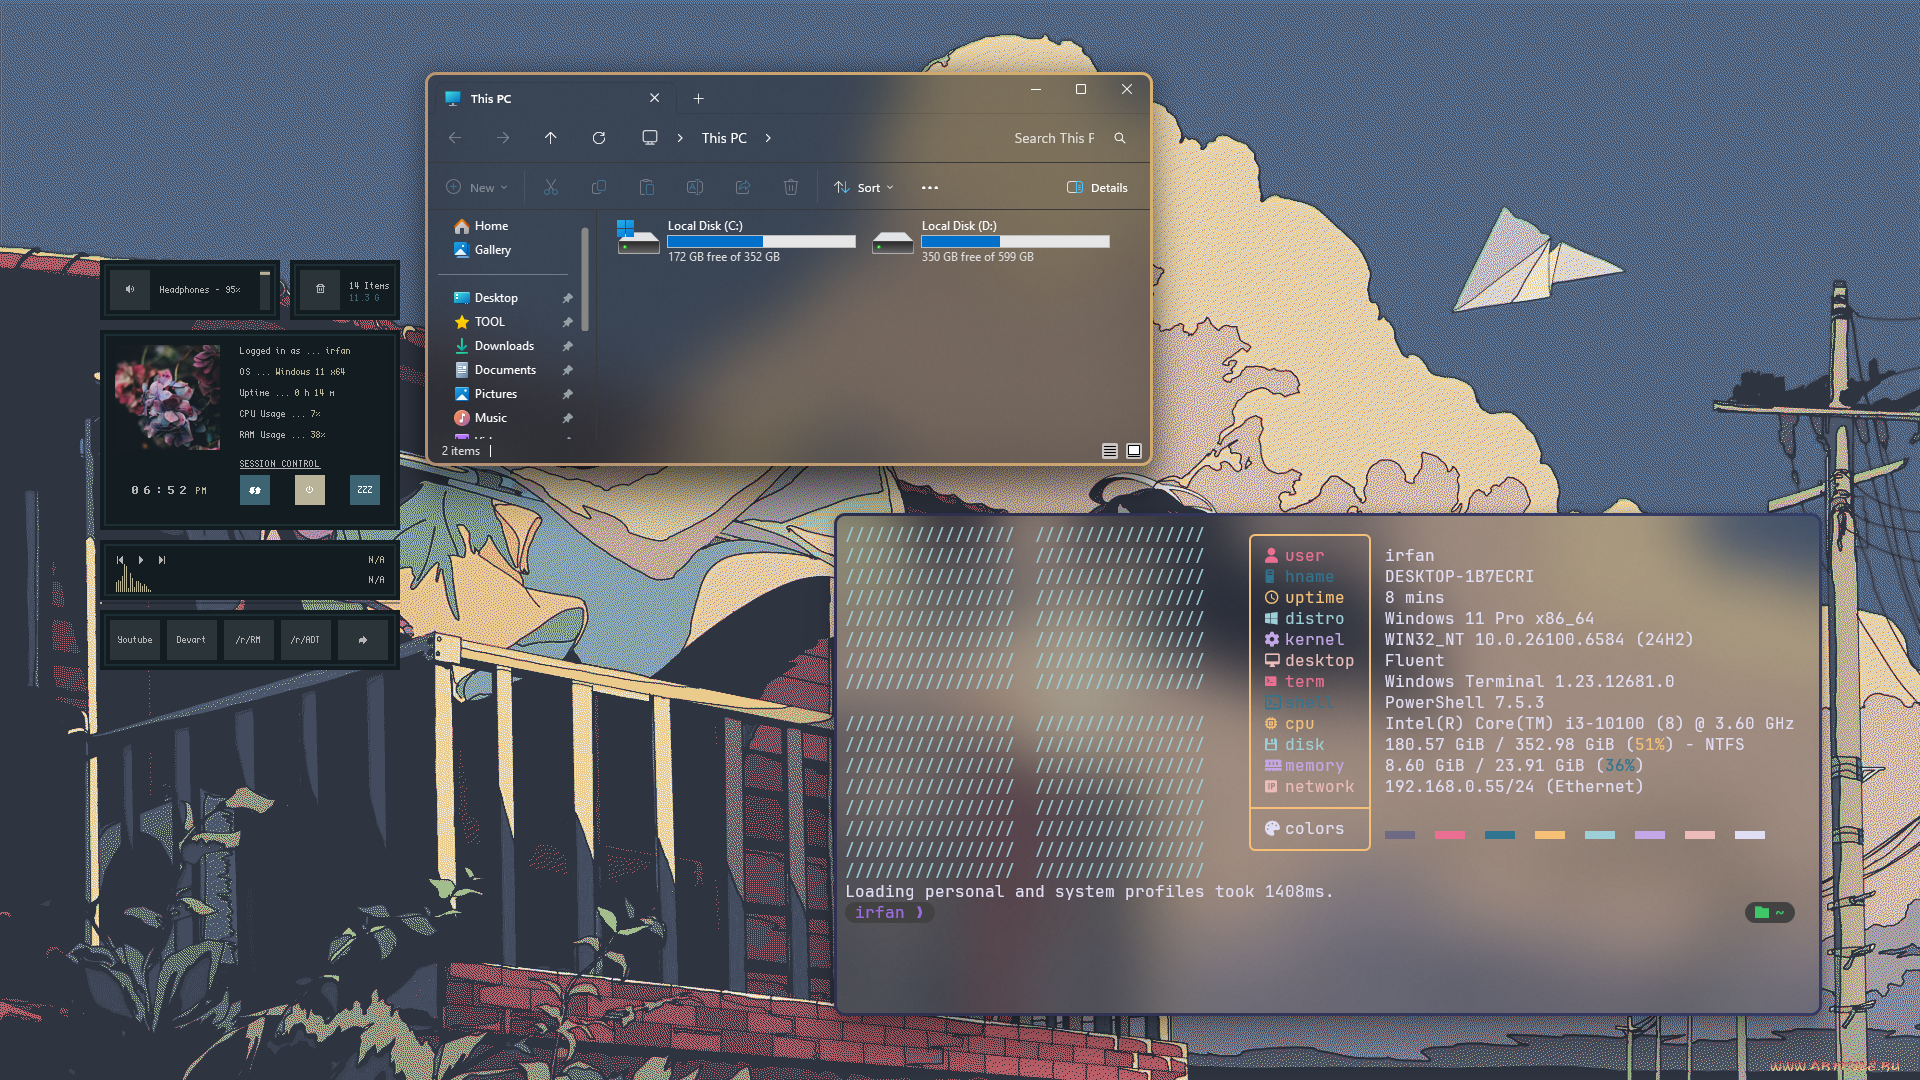 This PC
This PC
Search This P
New
Sort
Details
Home
Gallery
Desktop
TOOL
Downloads
Documents
Pictures
Music
Local Disk (C:)
172 GB free of 352 GB
Local Disk (D:)
350 GB free of 599 GB
2 items
Headphones - 95%
14 Items
11.3 G
Logged in as ... irfan
OS ... Windows 11 x64
Uptime ... 0 h 14 m
CPU Usage ... 7%
RAM Usage ... 38%
SESSION CONTROL
06:52 PM
ZZZ
N/A
N/A
Youtube
Devart
/r/RM
/r/ADT
user irfan
hname DESKTOP-1B7ECRI
uptime 8 mins
distro Windows 11 Pro x86_64
kernel WIN32_NT 10.0.26100.6584 (24H2)
desktop Fluent
term Windows Terminal 1.23.12681.0
shell PowerShell 7.5.3
cpu Intel(R) Core(TM) i3-10100 (8) @ 3.60 GHz
disk 180.57 GiB / 352.98 GiB (51%) - NTFS
memory 8.60 GiB / 23.91 GiB (36%)
network 192.168.0.55/24 (Ethernet)
colors
Loading personal and system profiles took 1408ms.
irfan ❫
~